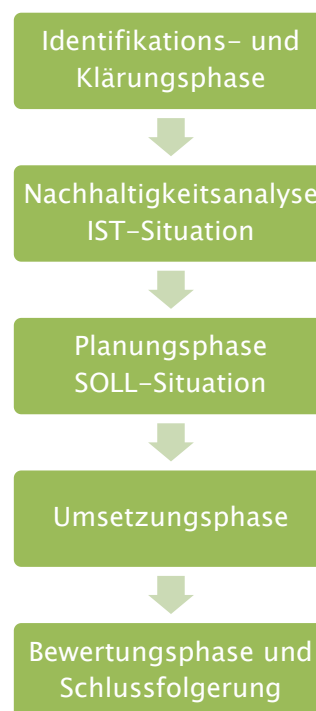 Identifikations- und
Klärungsphase
Nachhaltigkeitsanalyse
IST-Situation
Planungsphase
SOLL-Situation
Umsetzungsphase
Bewertungsphase und
Schlussfolgerung